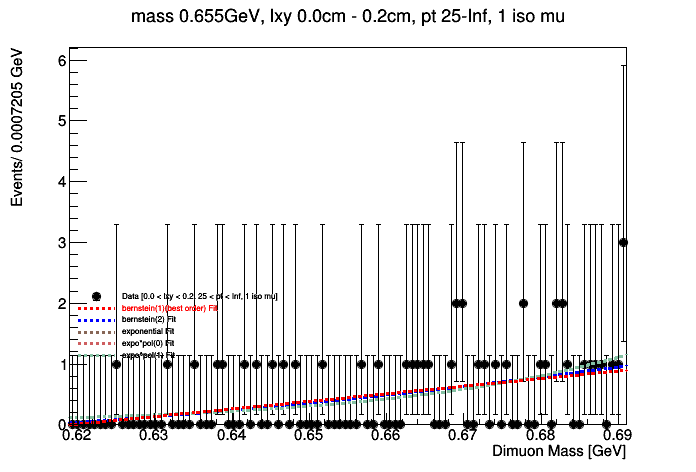 mass 0.655GeV, lxy 0.0cm - 0.2cm, pt 25-Inf, 1 iso mu
Events/ 0.0007205 GeV
6
5
4
3
2
1
0
Data [0.0 < lxy < 0.2, 25 < pt < Inf, 1 iso mu]
bernstein(1)(best order) Fit
bernstein(2) Fit
exponential Fit
expo*pol(0) Fit
expo*pol(1) Fit
0.62 0.63 0.64 0.65 0.66 0.67 0.68 0.69
Dimuon Mass [GeV]